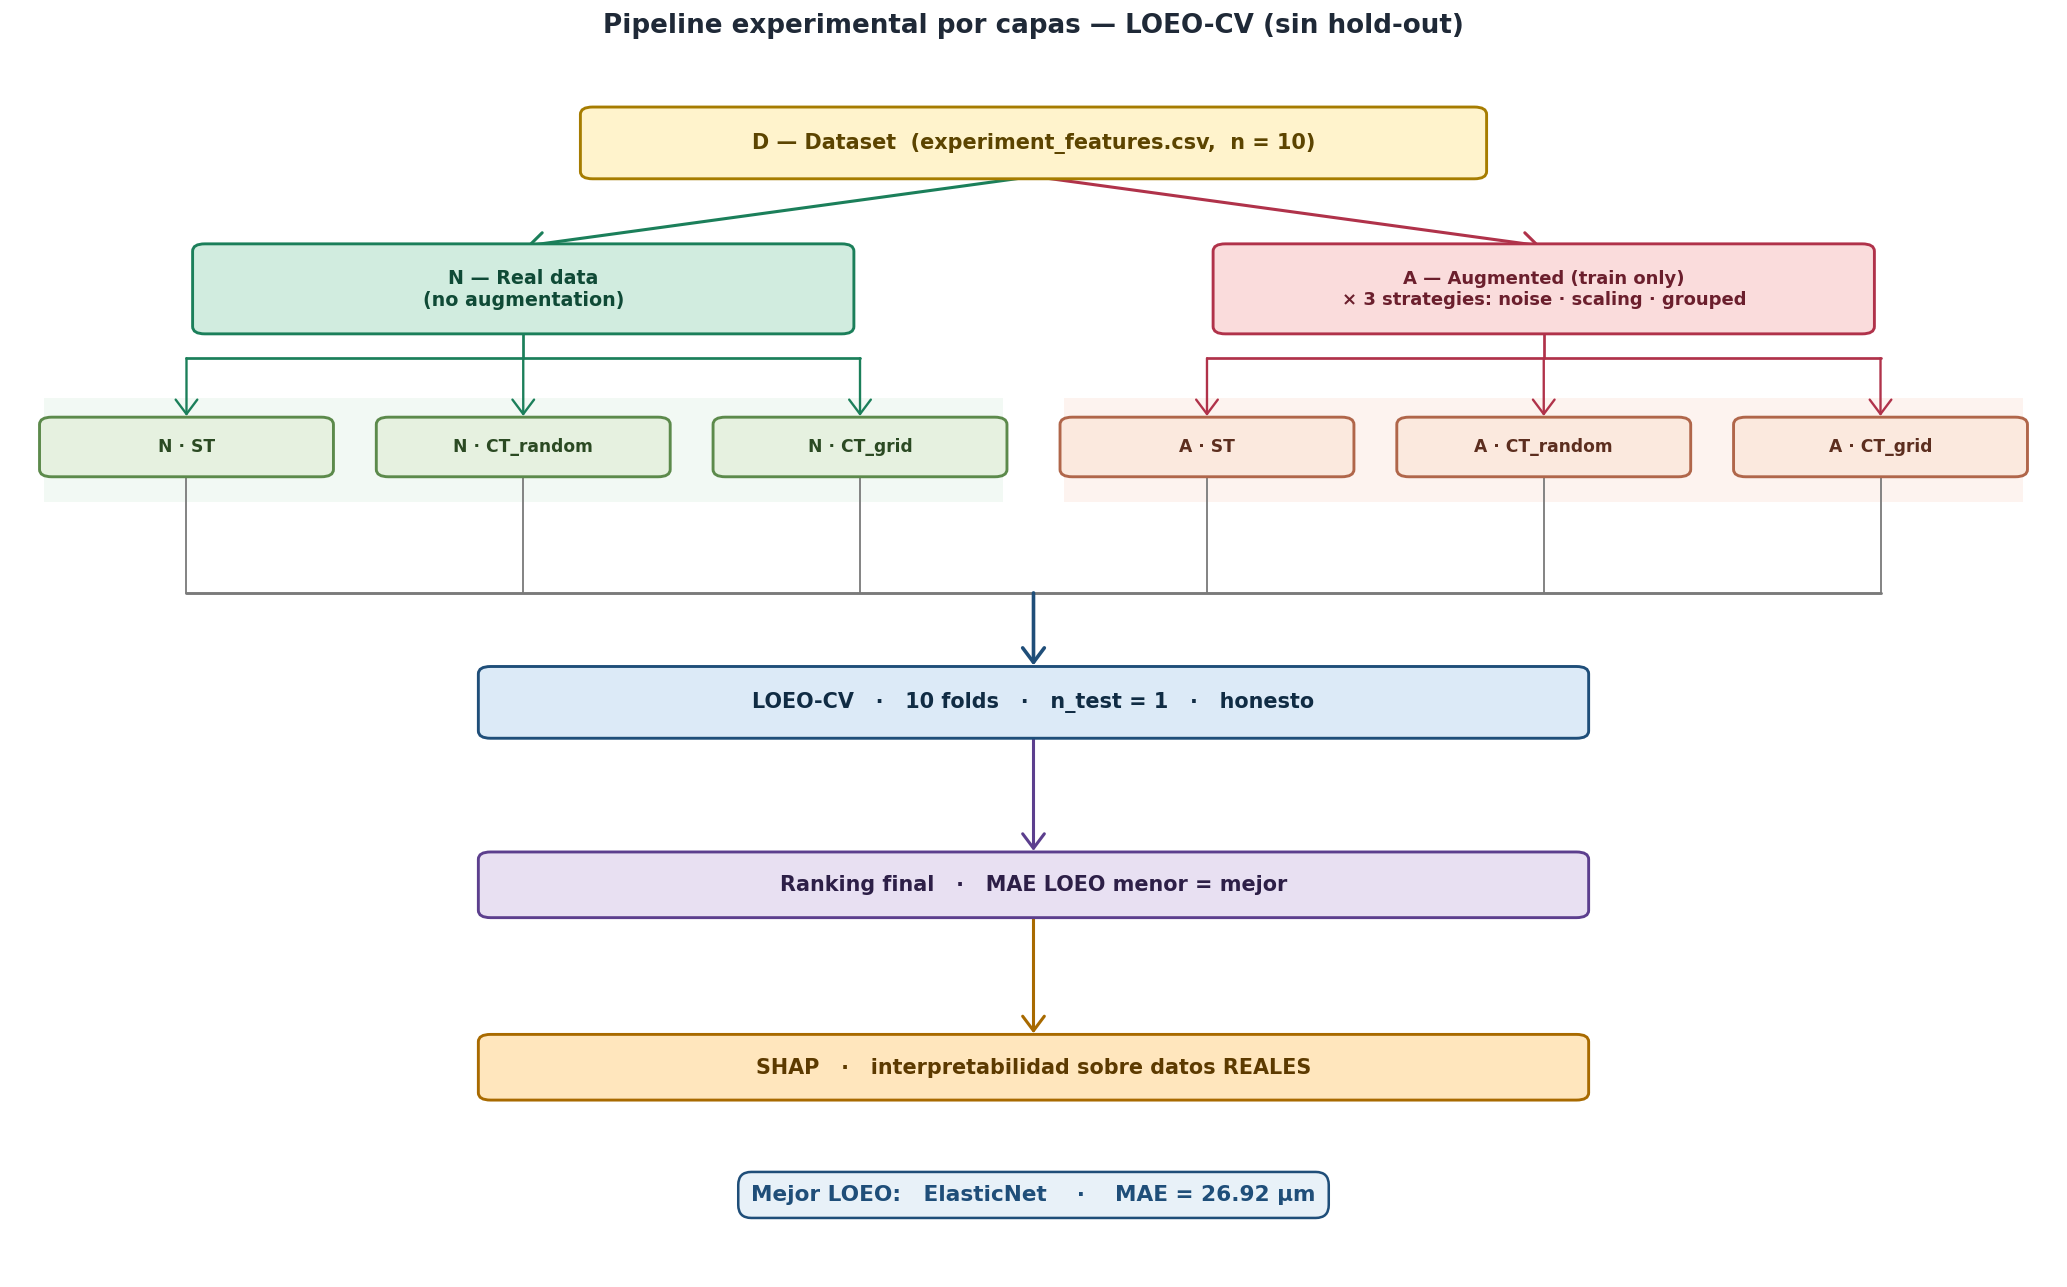 Pipeline experimental por capas — LOEO-CV (sin hold-out)
D — Dataset  (experiment_features.csv,  n = 10)
N — Real data
(no augmentation)
A — Augmented (train only)
× 3 strategies: noise · scaling · grouped
N · ST
N · CT_random
N · CT_grid
A · ST
A · CT_random
A · CT_grid
LOEO-CV   ·   10 folds   ·   n_test = 1   ·   honesto
Ranking final   ·   MAE LOEO menor = mejor
SHAP   ·   interpretabilidad sobre datos REALES
Mejor LOEO:   ElasticNet    ·    MAE = 26.92 µm